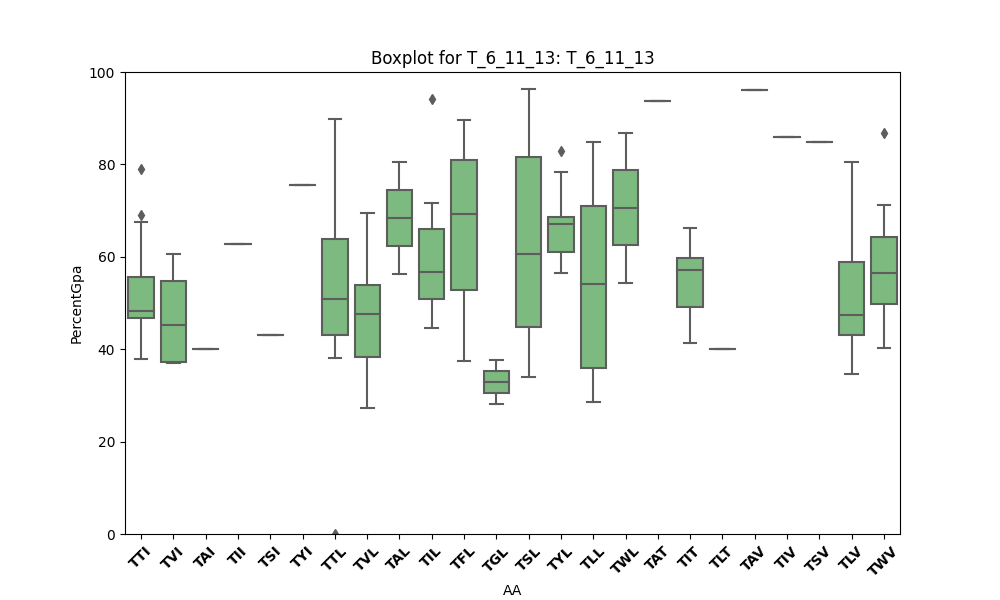 Boxplot for T_6_11_13: T_6_11_13
100
80
60
40
20
0
PercentGpa
TTI TVI TAI TII TSI TYI TTL TVL TAL TIL TFL TGL TSL TYL TLL TWL TAT TIT TLT TAV TIV TSV TLV TWV
AA